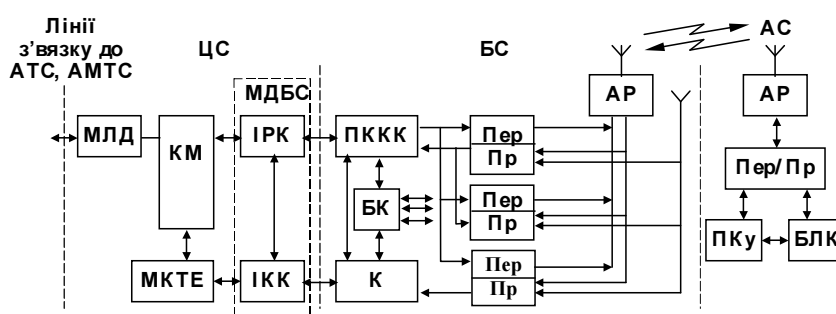 Лінії
з'вязку до
АТС, АМТС
ЦС
БС
АС
МДБС
АР
АР
МЛД
КМ
ІРК
ПККК
Пер
Пр
Пер/Пр
БК
Пер
Пр
ПКу
БЛК
МКТЕ
ІКК
К
Пер
Пр